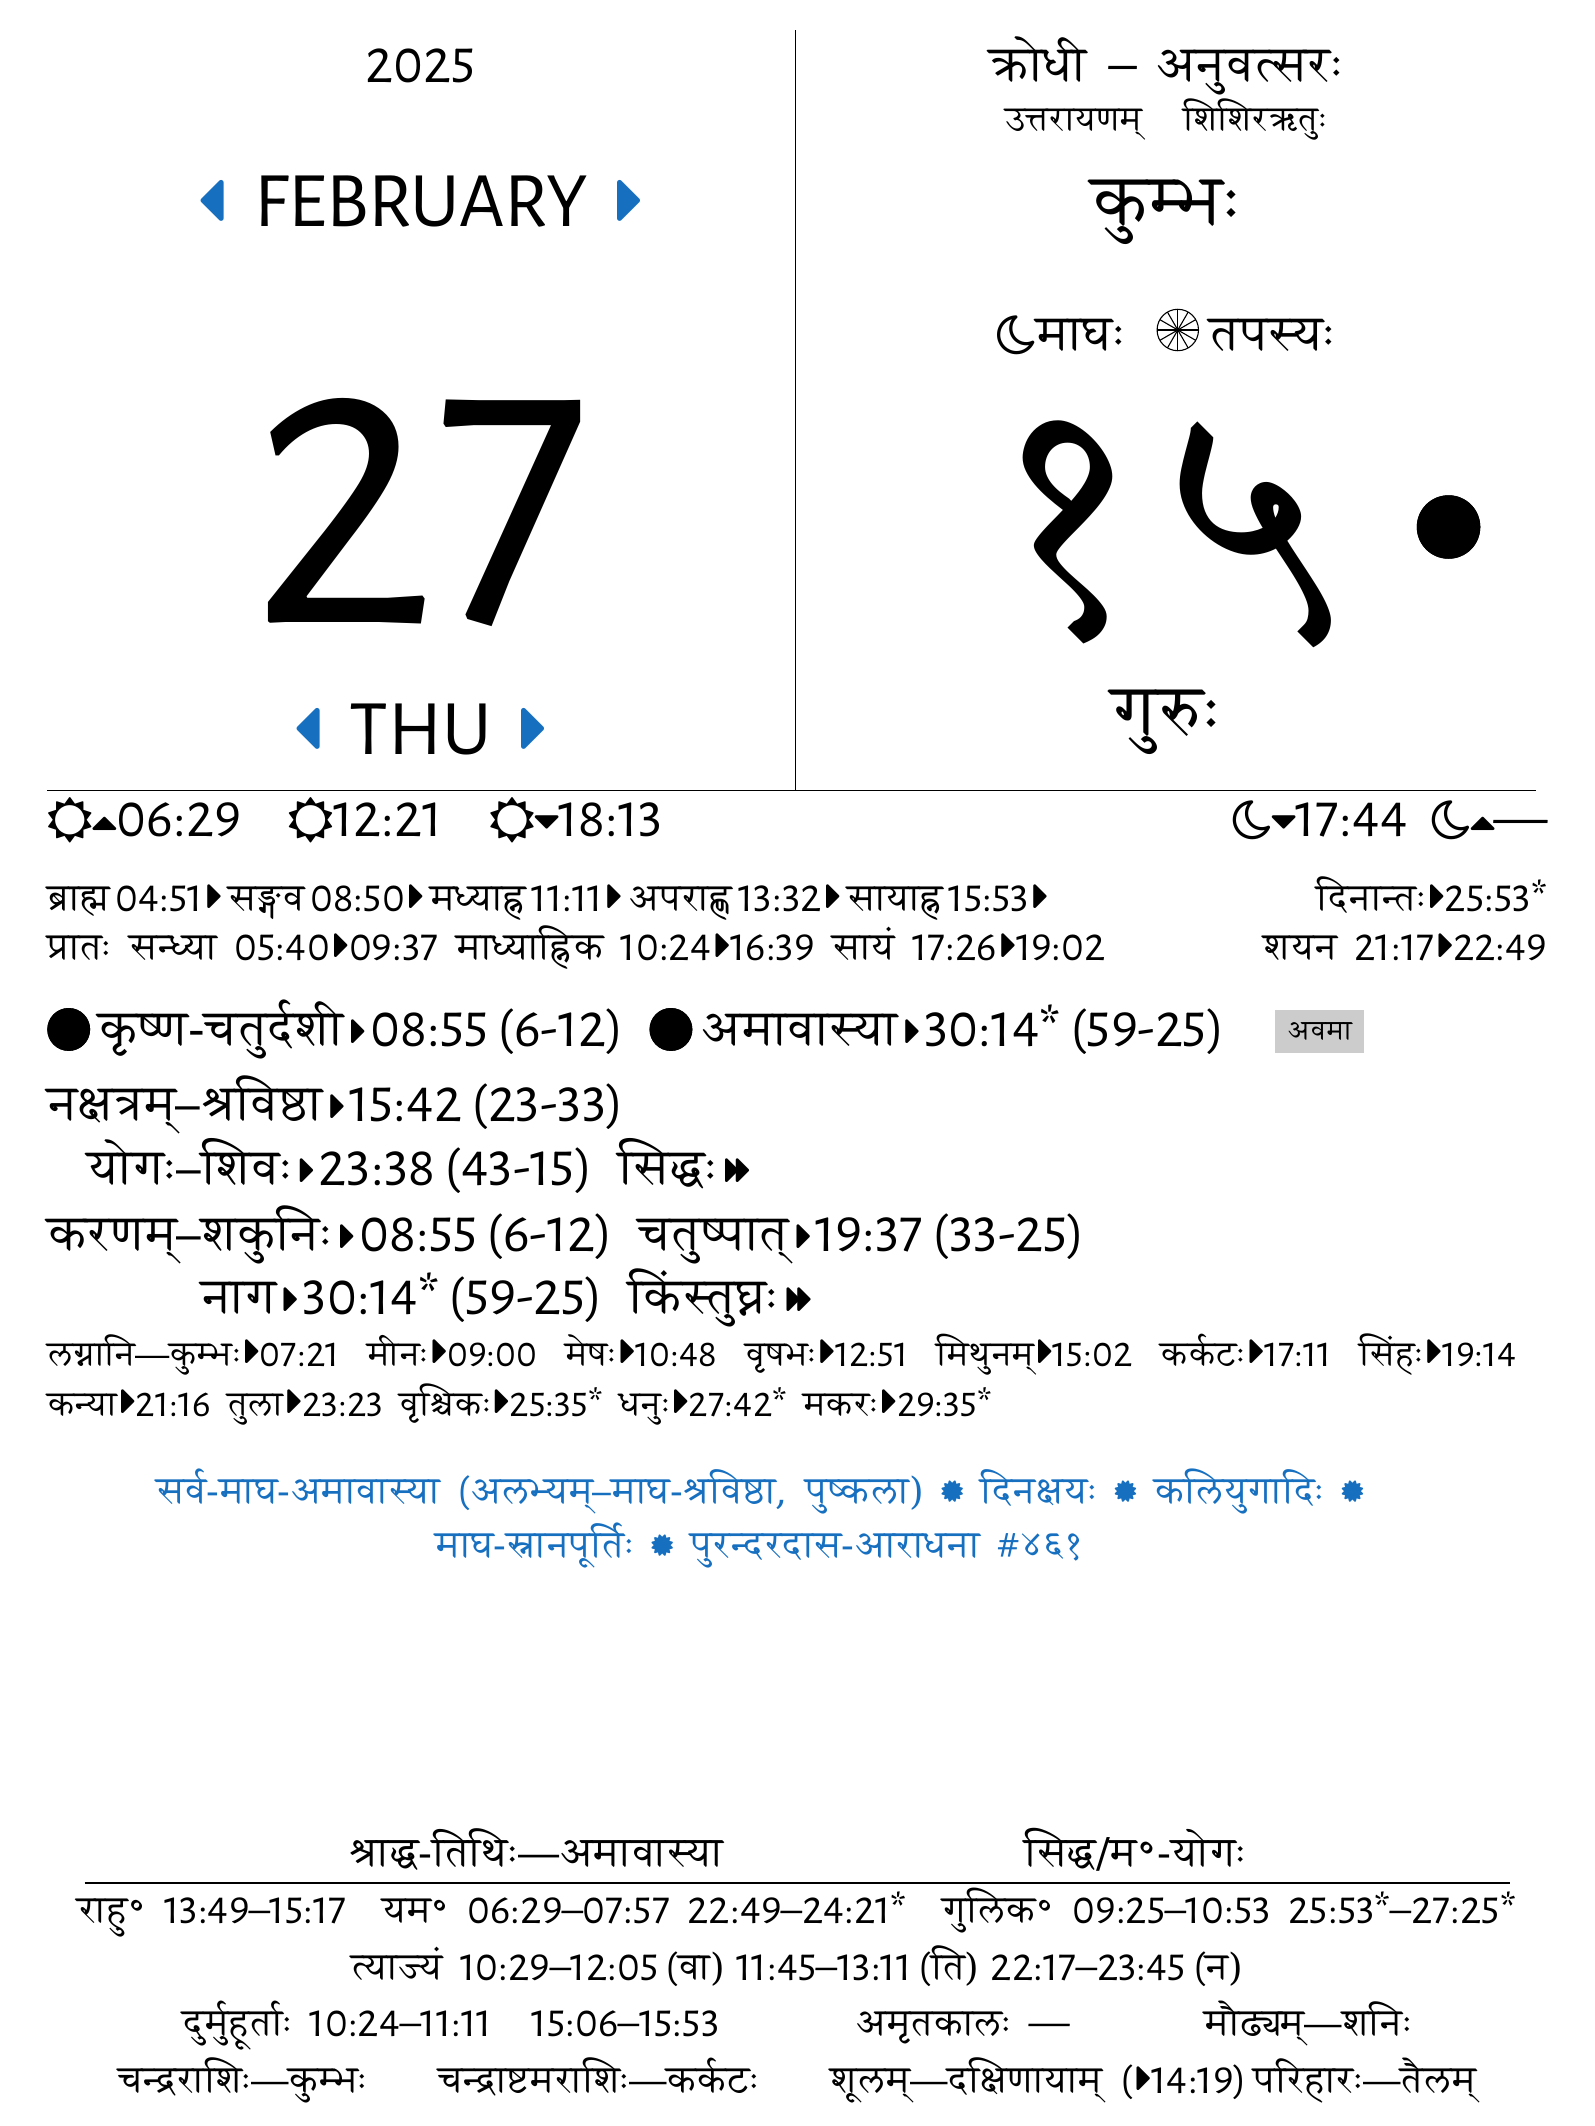 2025
FEBRUARY
27
THU
क्रोधी – अनुवत्सरः
उत्तरायणम् शिशिरऋतुः
कुम्भः
माघः तपस्यः
१५
गुरुः
06:29 12:21 18:13 17:44 —
ब्राह्म 04:51 सङ्गव 08:50 मध्याह्न 11:11 अपराह्ण 13:32 सायाह्न 15:53 दिनान्तः 25:53*
प्रातः सन्ध्या 05:40 09:37 माध्याह्निक 10:24 16:39 सायं 17:26 19:02 शयन 21:17 22:49
कृष्ण-चतुर्दशी 08:55 (6-12) अमावास्या 30:14* (59-25) अवमा
नक्षत्रम्–श्रविष्ठा 15:42 (23-33)
योगः–शिवः 23:38 (43-15) सिद्धः
करणम्–शकुनिः 08:55 (6-12) चतुष्पात् 19:37 (33-25)
नाग 30:14* (59-25) किंस्तुघ्नः
लग्नानि—कुम्भः 07:21 मीनः 09:00 मेषः 10:48 वृषभः 12:51 मिथुनम् 15:02 कर्कटः 17:11 सिंहः 19:14
कन्या 21:16 तुला 23:23 वृश्चिकः 25:35* धनुः 27:42* मकरः 29:35*
सर्व-माघ-अमावास्या (अलभ्यम्–माघ-श्रविष्ठा, पुष्कला) ✹ दिनक्षयः ✹ कलियुगादिः ✹
माघ-स्नानपूर्तिः ✹ पुरन्दरदास-आराधना #४६१
श्राद्ध-तिथिः—अमावास्या सिद्ध/म॰-योगः
राहु॰ 13:49–15:17 यम॰ 06:29–07:57 22:49–24:21* गुलिक॰ 09:25–10:53 25:53*–27:25*
त्याज्यं 10:29–12:05 (वा) 11:45–13:11 (ति) 22:17–23:45 (न)
दुर्मुहूर्ताः 10:24–11:11 15:06–15:53 अमृतकालः — मौढ्यम्—शनिः
चन्द्रराशिः—कुम्भः चन्द्राष्टमराशिः—कर्कटः शूलम्—दक्षिणायाम् (14:19) परिहारः—तैलम्